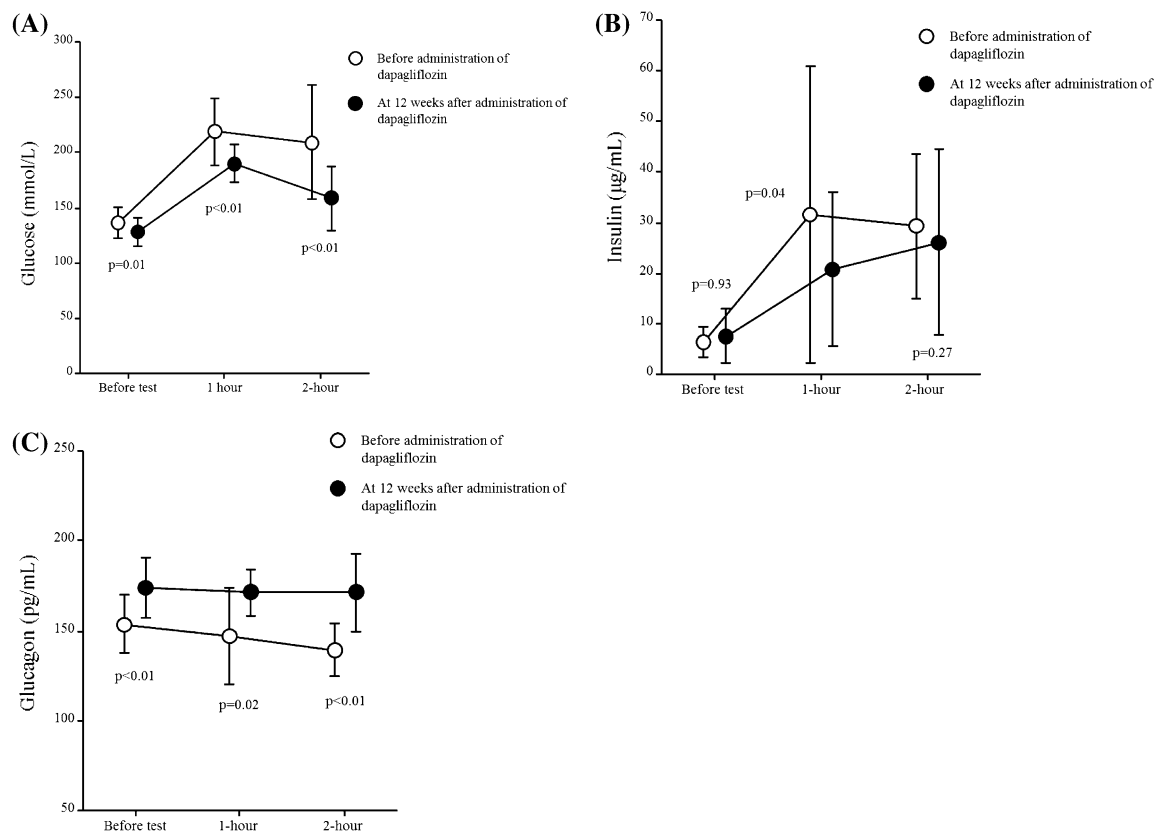 (A)
300
250
200
150
100
50
0
Glucose (mmol/L)
Before administration of
dapagliflozin
At 12 weeks after administration of
dapagliflozin
p=0.01
p<0.01
p<0.01
Before test
1 hour
2-hour
(B)
70
60
50
40
30
20
10
0
Insulin (µg/mL)
Before administration of
dapagliflozin
At 12 weeks after administration of
dapagliflozin
p=0.93
p=0.04
p=0.27
Before test
1-hour
2-hour
(C)
250
200
150
100
50
Glucagon (pg/mL)
Before administration of
dapagliflozin
At 12 weeks after administration of
dapagliflozin
p<0.01
p=0.02
p<0.01
Before test
1-hour
2-hour